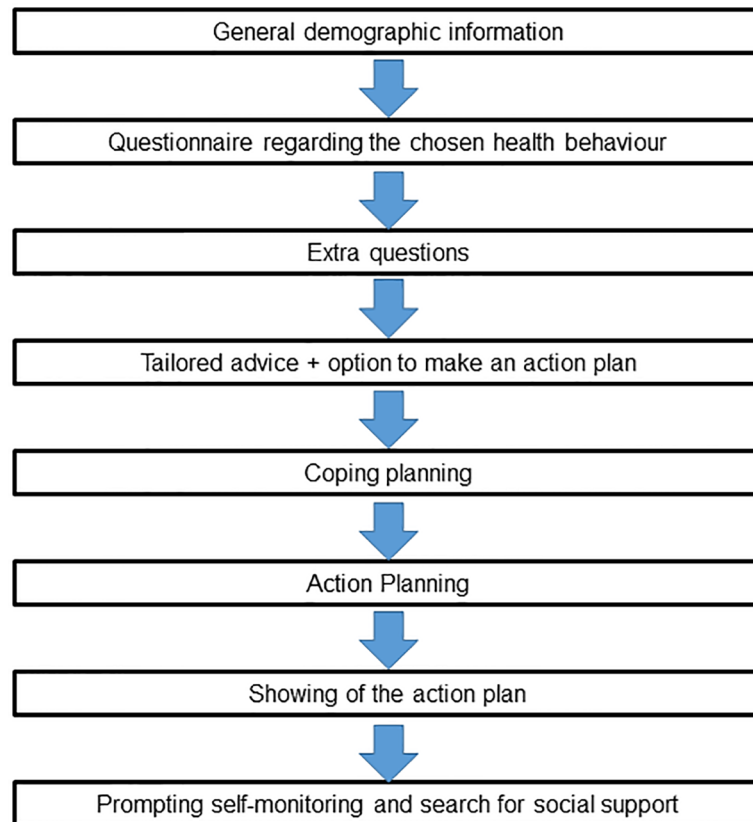 General demographic information
Questionnaire regarding the chosen health behaviour
Extra questions
Tailored advice + option to make an action plan
Coping planning
Action Planning
Showing of the action plan
Prompting self-monitoring and search for social support